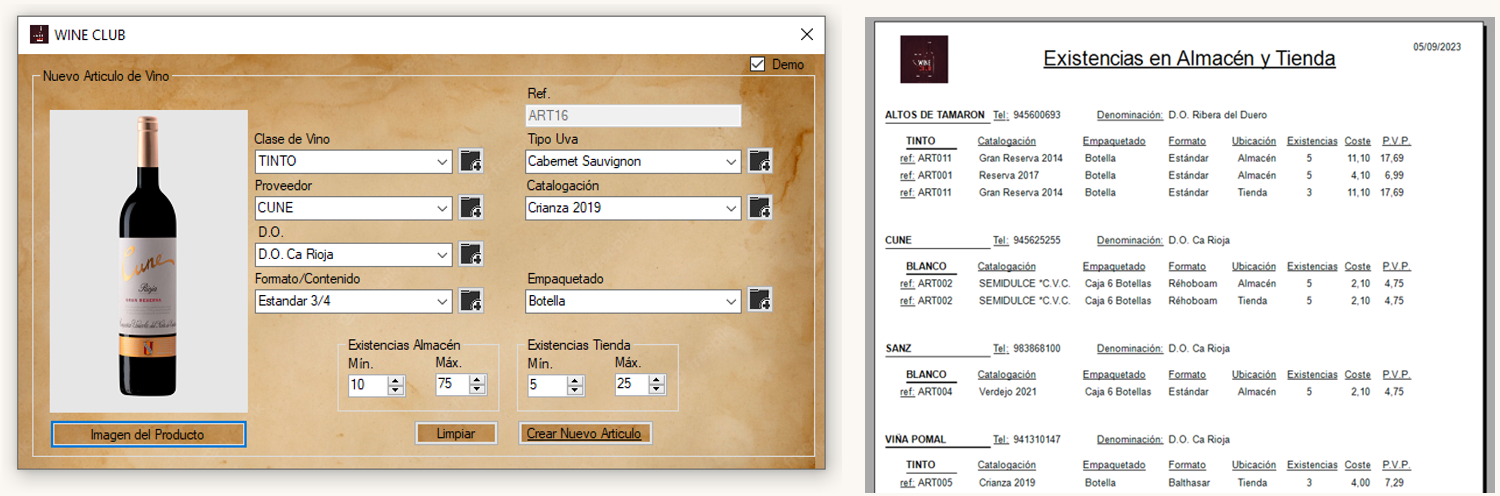 WINE CLUB
Demo
Nuevo Articulo de Vino
Ref.
ART16
Clase de Vino
Tipo Uva
TINTO
Cabernet Sauvignon
Proveedor
Catalogación
CUNE
Crianza 2019
D.O.
D.O. Ca Rioja
Formato/Contenido
Empaquetado
Estandar 3/4
Botella
Existencias Almacén
Mín. Máx.
10 75
Existencias Tienda
Mín. Máx.
5 25
Imagen del Producto
Limpiar
Crear Nuevo Articulo
Cune
Rioja
GRAN RESERVA
WINE
05/09/2023
Existencias en Almacén y Tienda
ALTOS DE TAMARON Tel: 945600693 Denominación: D.O. Ribera del Duero
TINTO Catalogación Empaquetado Formato Ubicación Existencias Coste P.V.P.
ref: ART011 Gran Reserva 2014 Botella Estándar Almacén 5 11,10 17,69
ref: ART001 Reserva 2017 Botella Estándar Almacén 5 4,10 6,99
ref: ART011 Gran Reserva 2014 Botella Estándar Tienda 3 11,10 17,69
CUNE Tel: 945625255 Denominación: D.O. Ca Rioja
BLANCO Catalogación Empaquetado Formato Ubicación Existencias Coste P.V.P.
ref: ART002 SEMIDULCE "C.V.C. Caja 6 Botellas Réhoboam Almacén 5 2,10 4,75
ref: ART002 SEMIDULCE "C.V.C. Caja 6 Botellas Réhoboam Tienda 5 2,10 4,75
SANZ Tel: 983868100 Denominación: D.O. Ca Rioja
BLANCO Catalogación Empaquetado Formato Ubicación Existencias Coste P.V.P.
ref: ART004 Verdejo 2021 Caja 6 Botellas Estándar Almacén 5 2,10 4,75
VIÑA POMAL Tel: 941310147 Denominación: D.O. Ca Rioja
TINTO Catalogación Empaquetado Formato Ubicación Existencias Coste P.V.P.
ref: ART005 Crianza 2019 Botella Balthasar Tienda 3 4,00 7,29